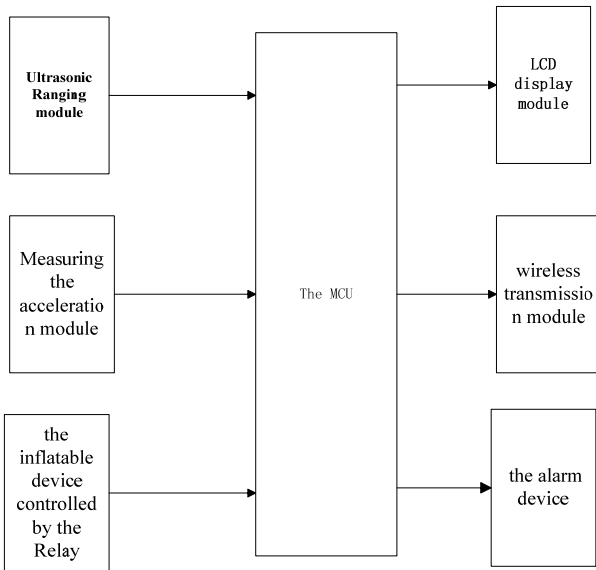 Ultrasonic
Ranging
module
Measuring
the
acceleratio
n module
the
inflatable
device
controlled
by the
Relay
The MCU
LCD
display
module
wireless
transmissio
n module
the alarm
device